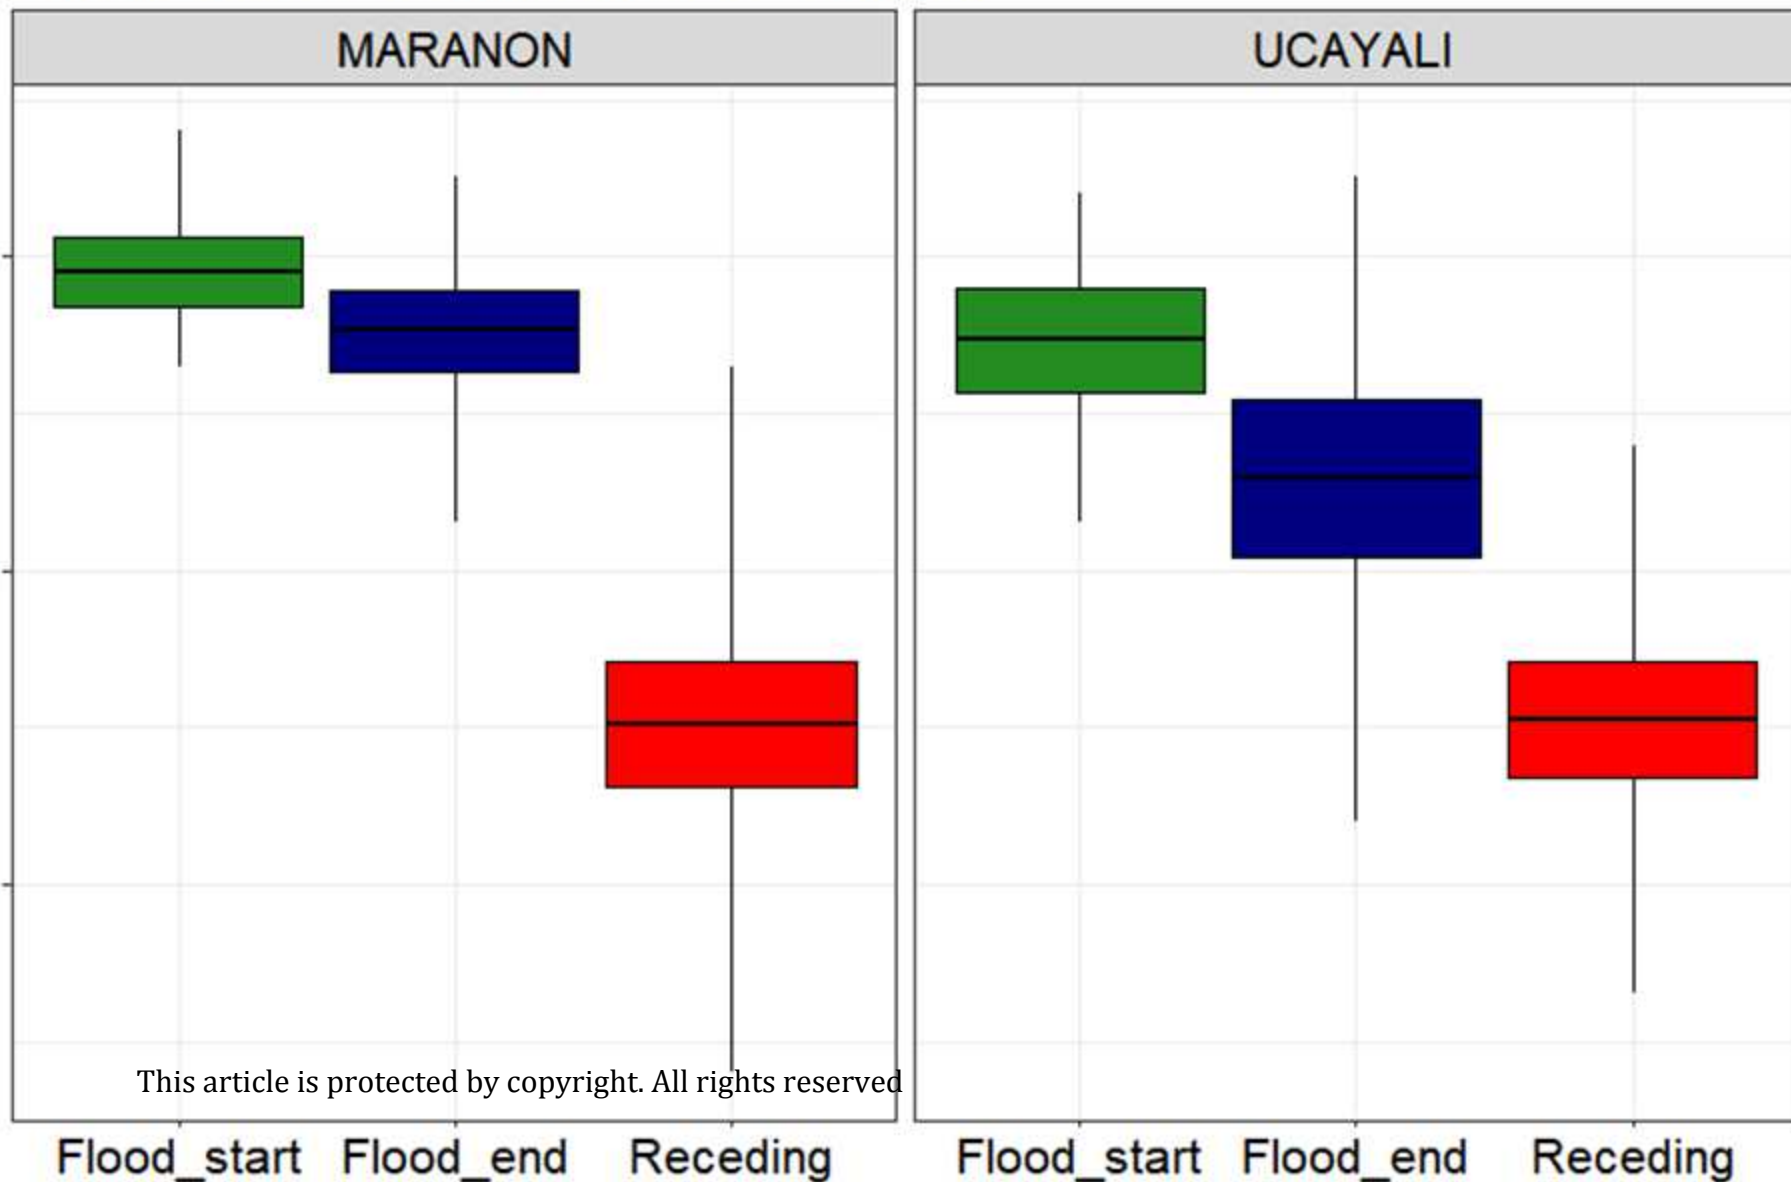 MARANON
UCAYALI
This article is protected by copyright. All rights reserved
Flood_start Flood_end Receding
Flood_start Flood_end Receding